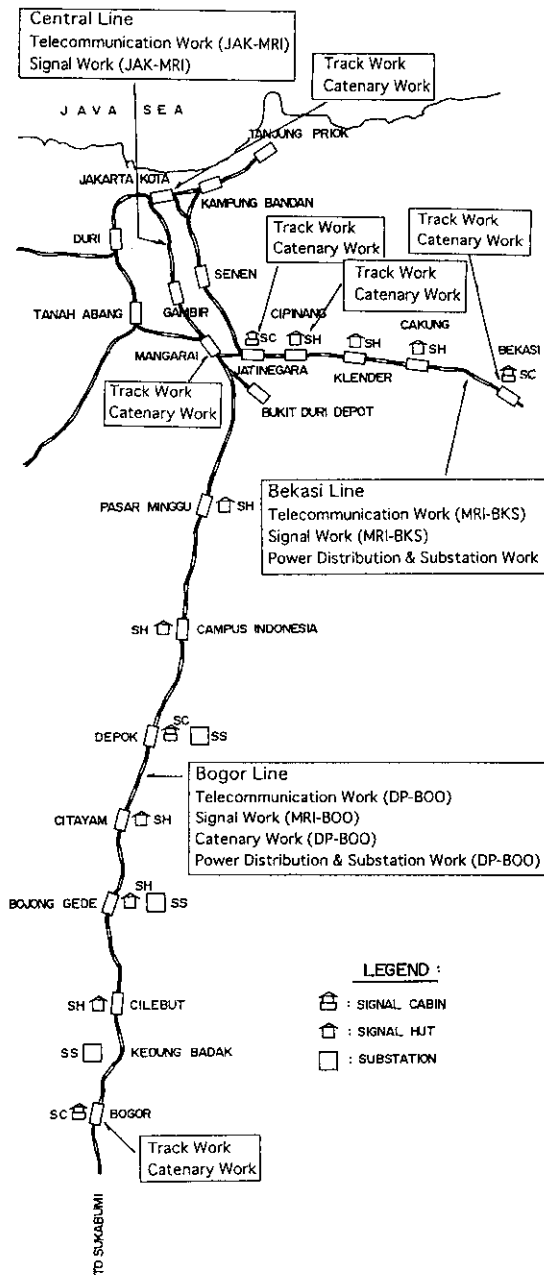 Central Line
Telecommunication Work (JAK-MRI)
Signal Work (JAK-MRI)
Track Work
Catenary Work
JAVA SEA
TANJUNG PRIOK
JAKARTA KOTA
KAMPUNG BANDAN
DURI
SENEN
Track Work
Catenary Work
Track Work
Catenary Work
Track Work
Catenary Work
TANAH ABANG
GAMBIR
SC
CIPINANG
SH
SH
CAKUNG
SH
BEKASI
SC
MANGARAI
JATINEGARA
KLENDER
Track Work
Catenary Work
BUKIT DURI DEPOT
PASAR MINGGU
SH
Bekasi Line
Telecommunication Work (MRI-BKS)
Signal Work (MRI-BKS)
Power Distribution & Substation Work
SH
CAMPUS INDONESIA
DEPOK
SC
SS
Bogor Line
Telecommunication Work (DP-BOO)
Signal Work (MRI-BOO)
Catenary Work (DP-BOO)
Power Distribution & Substation Work (DP-BOO)
CITAYAM
SH
BOJONG GEDE
SH
SS
SH
CILEBUT
SS
KEDUNG BADAK
LEGEND :
: SIGNAL CABIN
: SIGNAL HUT
: SUBSTATION
SC
BOGOR
Track Work
Catenary Work
TO SUKABUMI